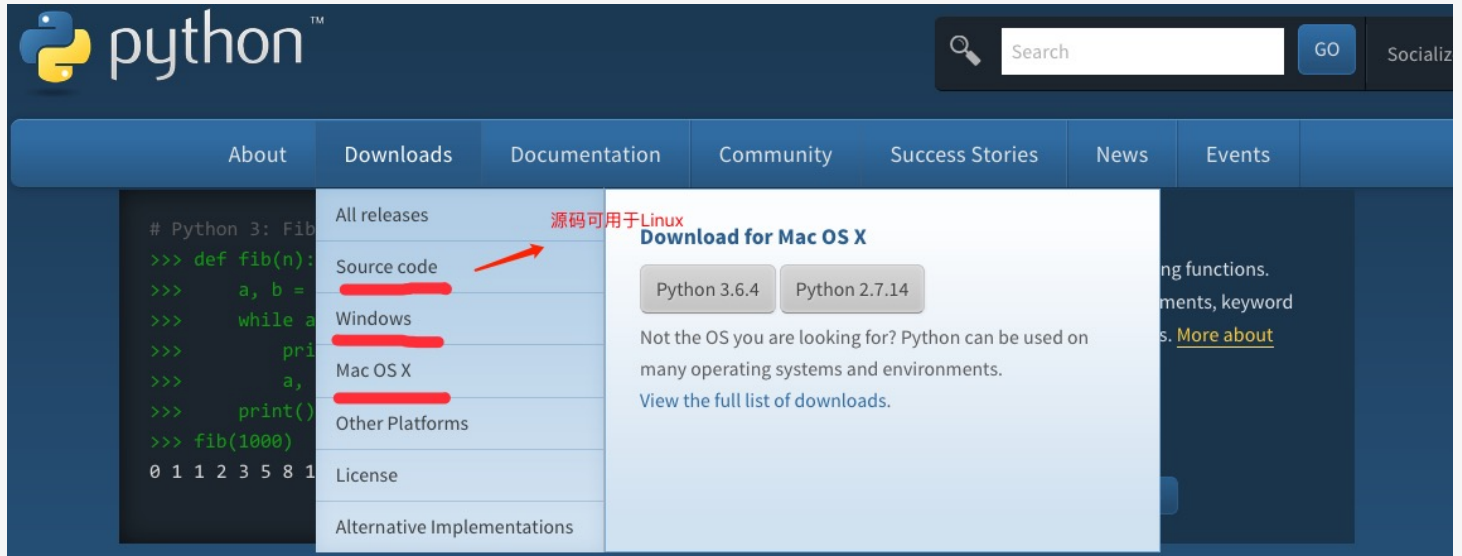 python™
Search
GO
Socializ
About
Downloads
Documentation
Community
Success Stories
News
Events
# Python 3: Fib
>>> def fib(n):
>>> a, b =
>>> while a
>>> pri
>>> a,
>>> print()
>>> fib(1000)
0 1 1 2 3 5 8 1
All releases
Source code
Windows
Mac OS X
Other Platforms
License
Alternative Implementations
源码可用于Linux
Download for Mac OS X
Python 3.6.4
Python 2.7.14
Not the OS you are looking for? Python can be used on
many operating systems and environments.
View the full list of downloads.
ng functions.
ments, keyword
s. More about